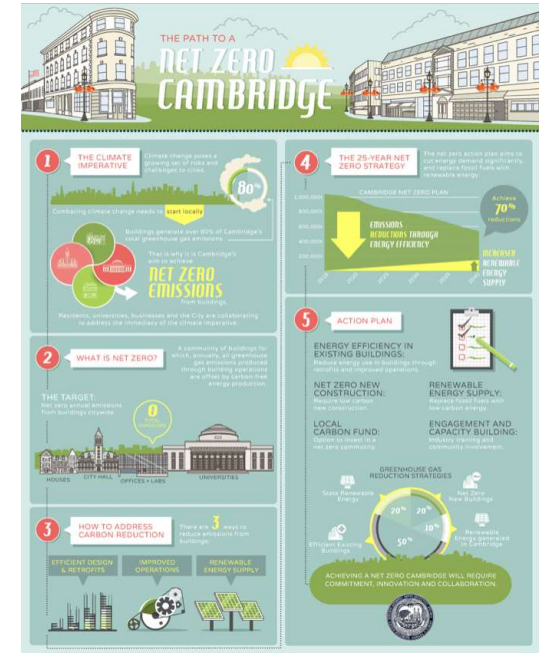 THE PATH TO A
NET ZERO
CAMBRIDGE
1
THE CLIMATE
IMPERATIVE
Climate change poses a
growing set of risks and
challenges to cities.
80%
Combating climate change needs to start locally
Buildings generate over 80% of Cambridge's
total greenhouse gas emissions
That is why it is Cambridge's
aim to achieve
NET ZERO
EMISSIONS
from buildings.
Residents, universities, businesses and the City are collaborating
to address the immediacy of the climate imperative.
2
WHAT IS NET ZERO?
A community of buildings for
which, annually, all greenhouse
gas emissions produced
through building operations
are offset by carbon-free
energy production.
THE TARGET:
Net zero annual emissions
from buildings citywide
0
HOUSES
CITY HALL
OFFICES + LABS
UNIVERSITIES
3
HOW TO ADDRESS
CARBON REDUCTION
There are 3 ways to
reduce emissions from
buildings:
EFFICIENT DESIGN
& RETROFITS
IMPROVED
OPERATIONS
RENEWABLE
ENERGY SUPPLY
4
THE 25-YEAR NET
ZERO STRATEGY
The net zero action plan aims to
cut energy demand significantly,
and replace fossil fuels with
renewable energy.
CAMBRIDGE NET ZERO PLAN
1,000,000
800,000
600,000
400,000
200,000
Achieve
70%
reductions
EMISSIONS
REDUCTIONS THROUGH
ENERGY EFFICIENCY
INCREASED
RENEWABLE
ENERGY
SUPPLY
5
ACTION PLAN
ENERGY EFFICIENCY IN
EXISTING BUILDINGS:
Reduce energy use in buildings through
retrofits and improved operations.
NET ZERO NEW
CONSTRUCTION:
Require low carbon
new construction.
RENEWABLE
ENERGY SUPPLY:
Replace fossil fuels with
low carbon energy.
LOCAL
CARBON FUND:
Option to invest in a
net zero community.
ENGAGEMENT AND
CAPACITY BUILDING:
Industry training and
community involvement.
GREENHOUSE GAS
REDUCTION STRATEGIES
State Renewable
Energy
Net Zero
New Buildings
20%
20%
10%
50%
Efficient Existing
Buildings
Renewable
Energy generated
in Cambridge
ACHIEVING A NET ZERO CAMBRIDGE WILL REQUIRE
COMMITMENT, INNOVATION AND COLLABORATION.